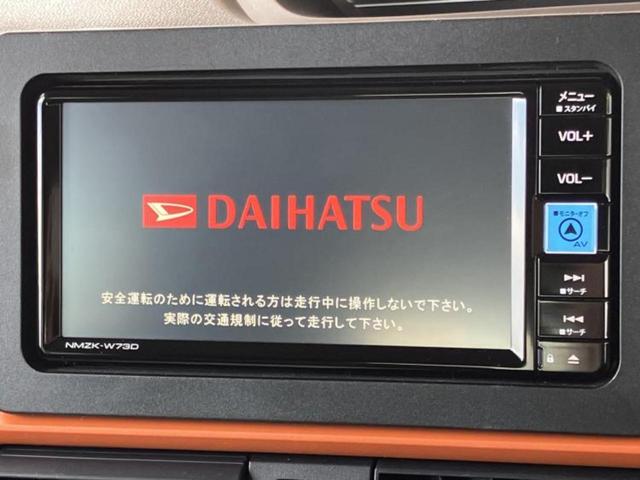 メニュー
■スタンバイ
VOL+
VOL−
■モニターオフ
AV
DAIHATSU
■サーチ
■サーチ
安全運転のために運転される方は走行中に操作しないで下さい。
実際の交通規制に従って走行して下さい。
NMZK-W73D